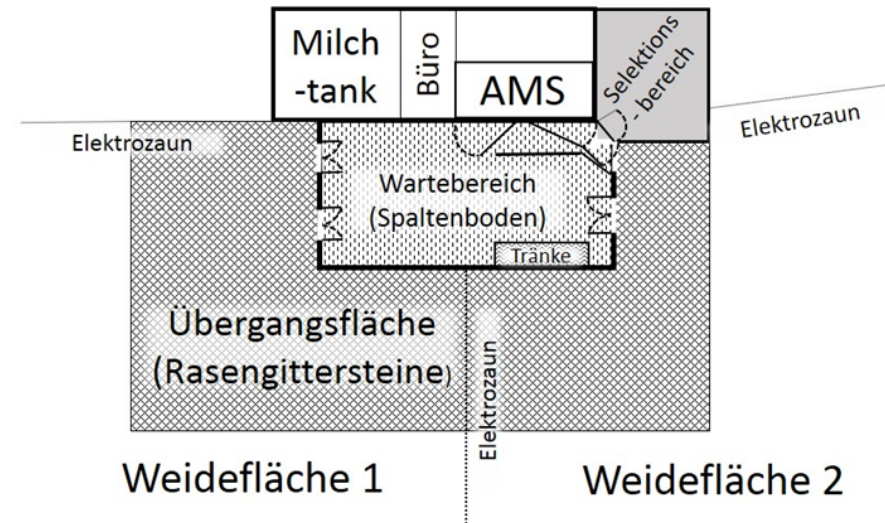 Milch
-tank
Büro
AMS
Selektions
- bereich
Elektrozaun
Elektrozaun
Wartebereich
(Spaltenboden)
Tränke
Übergangsfläche
(Rasengittersteine)
Elektrozaun
Weidefläche 1
Weidefläche 2